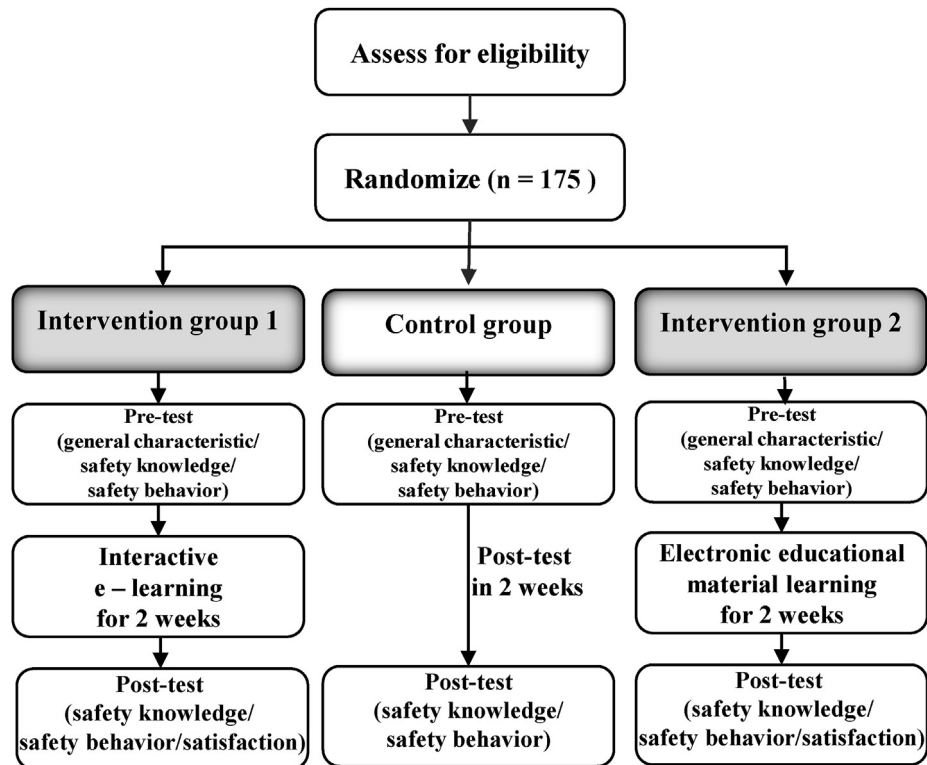 Assess for eligibility
Randomize (n = 175 )
Intervention group 1
Control group
Intervention group 2
Pre-test
(general characteristic/
safety knowledge/
safety behavior)
Pre-test
(general characteristic/
safety knowledge/
safety behavior)
Pre-test
(general characteristic/
safety knowledge/
safety behavior)
Interactive
e – learning
for 2 weeks
Post-test
in 2 weeks
Electronic educational
material learning
for 2 weeks
Post-test
(safety knowledge/
safety behavior/satisfaction)
Post-test
(safety knowledge/
safety behavior)
Post-test
(safety knowledge/
safety behavior/satisfaction)